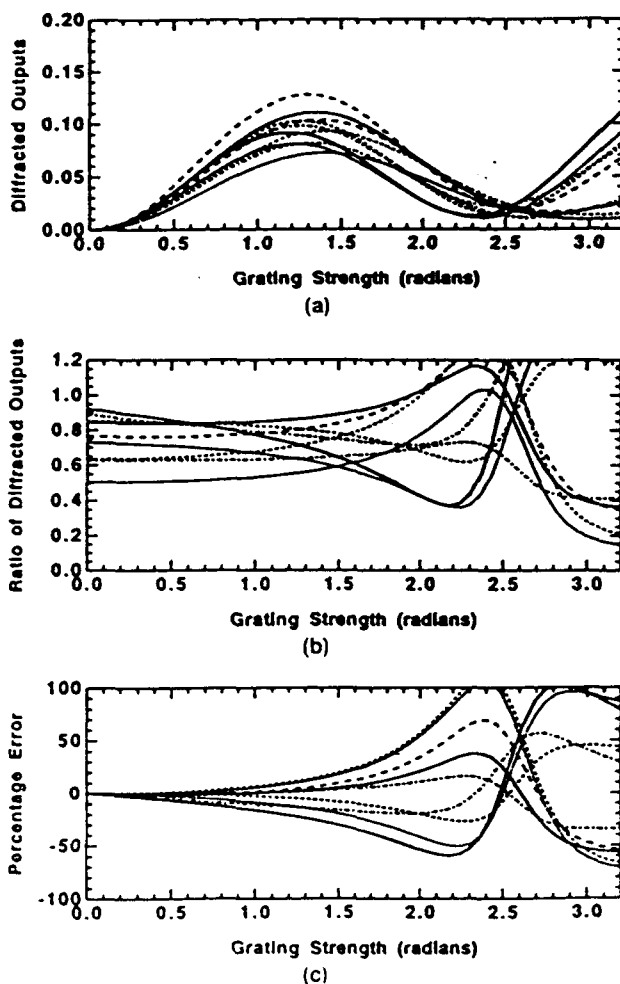 Diffracted Outputs
0.20
0.15
0.10
0.05
0.00
0.0 0.5 1.0 1.5 2.0 2.5 3.0
Grating Strength (radians)
(a)
Ratio of Diffracted Outputs
1.2
1.0
0.8
0.6
0.4
0.2
0.0
0.0 0.5 1.0 1.5 2.0 2.5 3.0
Grating Strength (radians)
(b)
Percentage Error
100
50
0
-50
-100
0.0 0.5 1.0 1.5 2.0 2.5 3.0
Grating Strength (radians)
(c)